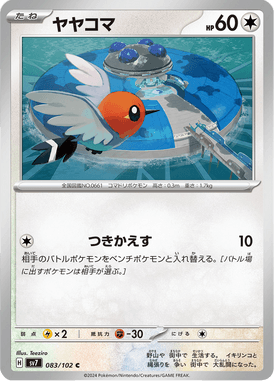 たね ヤヤコマ HP60
全国図鑑NO.0661 コマドリポケモン 高さ:0.3m 重さ:1.7kg
つきかえす 10
相手のバトルポケモンをベンチポケモンと入れ替える。[バトル
場に出すポケモンは相手が選ぶ。]
弱点 ×2 抵抗力 -30 にげる
Illus. Teeziro
H SV7 083/102 C
野山や 街中で 生活する。 イキリンコと
縄張りを 争い 街中で 大乱闘に なった。
©2024 Pokémon/Nintendo/Creatures/GAME FREAK.